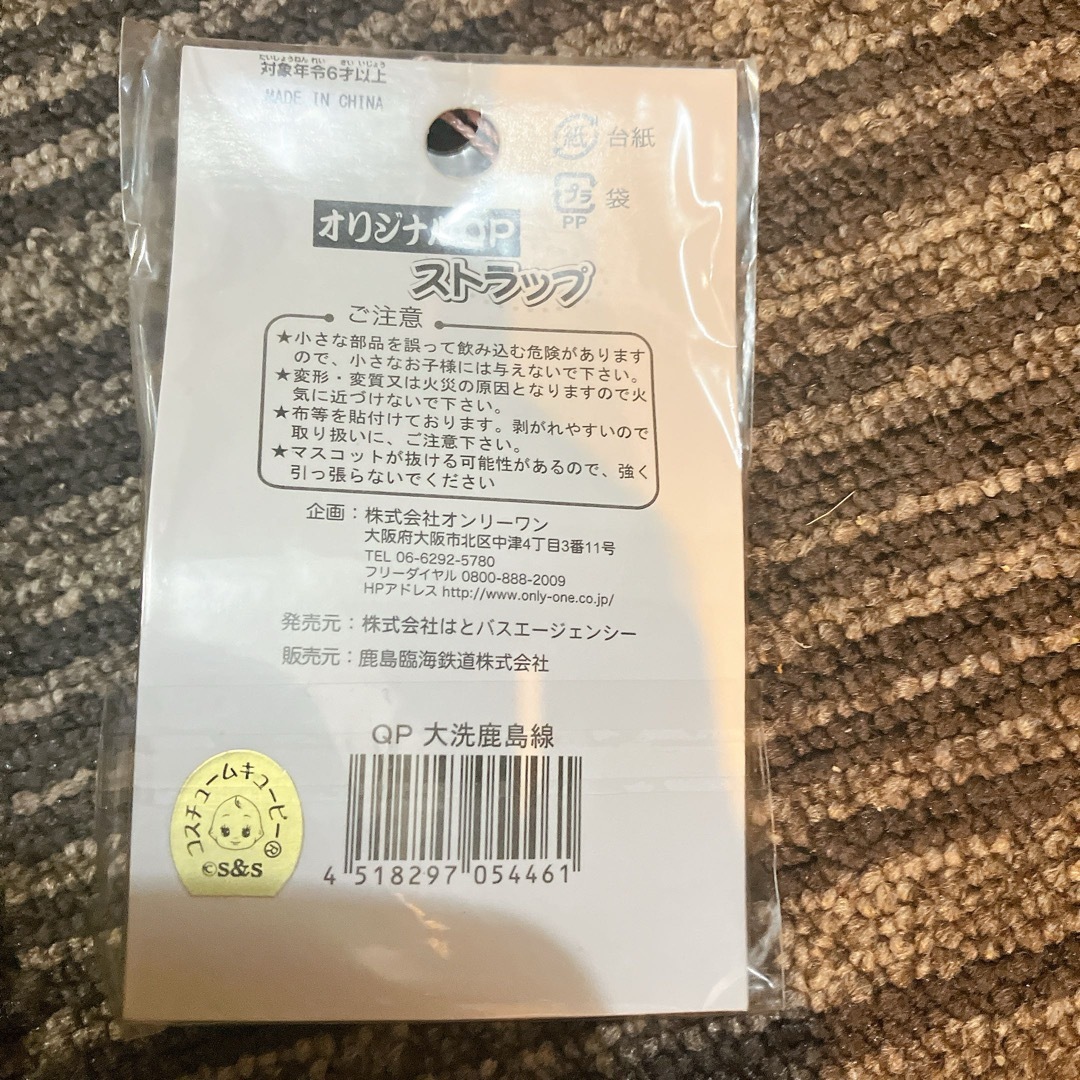 たいしょうねんれい さいいじょう
対象年令6才以上
MADE IN CHINA
紙 台紙
プラ 袋
PP
オリジナルQP
ストラップ
ご注意
★小さな部品を誤って飲み込む危険があります
ので、小さなお子様には与えないで下さい。
★変形・変質又は火災の原因となりますので火
気に近づけないで下さい。
★布等を貼付けております。剥がれやすいので
取り扱いに、ご注意下さい。
★マスコットが抜ける可能性があるので、強く
引っ張らないでください
企画：株式会社オンリーワン
大阪府大阪市北区中津4丁目3番11号
TEL 06-6292-5780
フリーダイヤル 0800-888-2009
HPアドレス http://www.only-one.co.jp/
発売元：株式会社はとバスエージェンシー
販売元：鹿島臨海鉄道株式会社
QP 大洗鹿島線
コスチュームキューピー®
©S&S
4 518297 054461